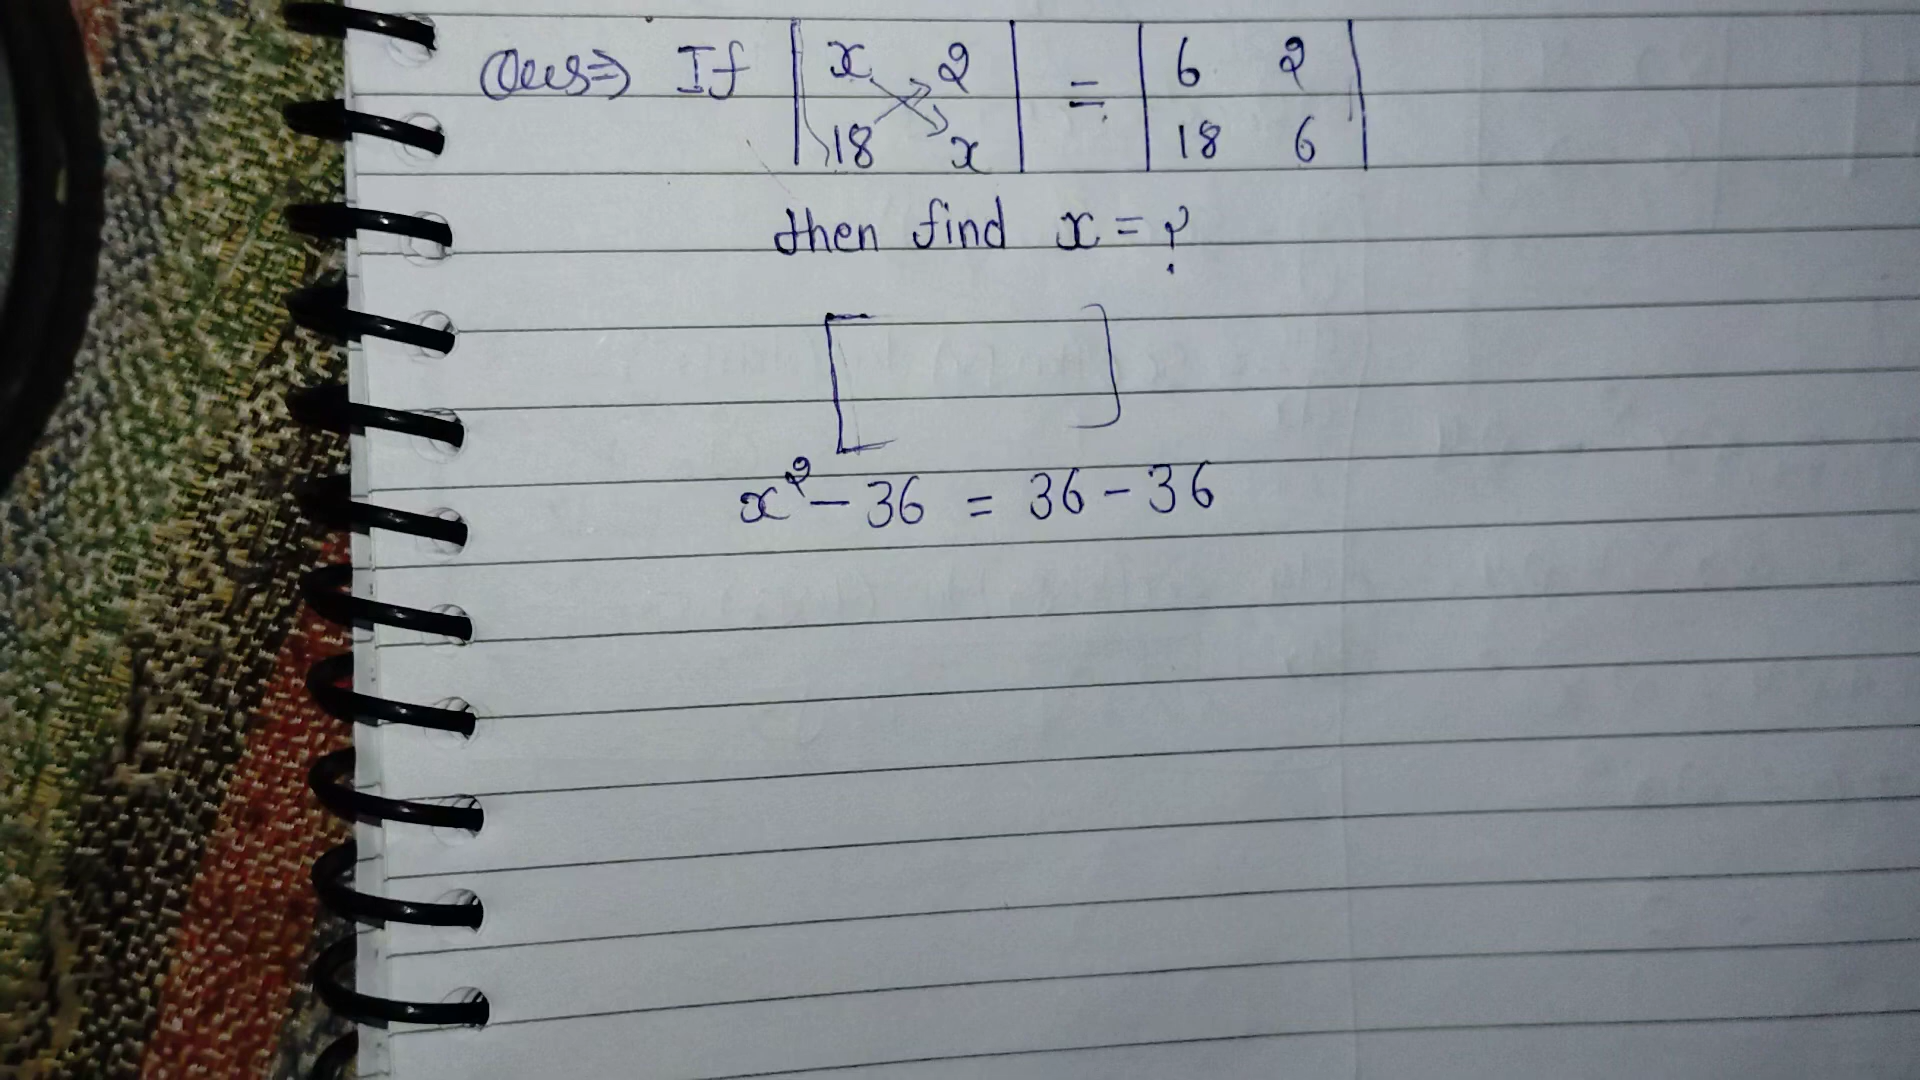 Ques⇒ If | x 2 | = | 6 2 |
| 18 x | | 18 6 |
then find x = ?
[ ]
x² - 36 = 36 - 36